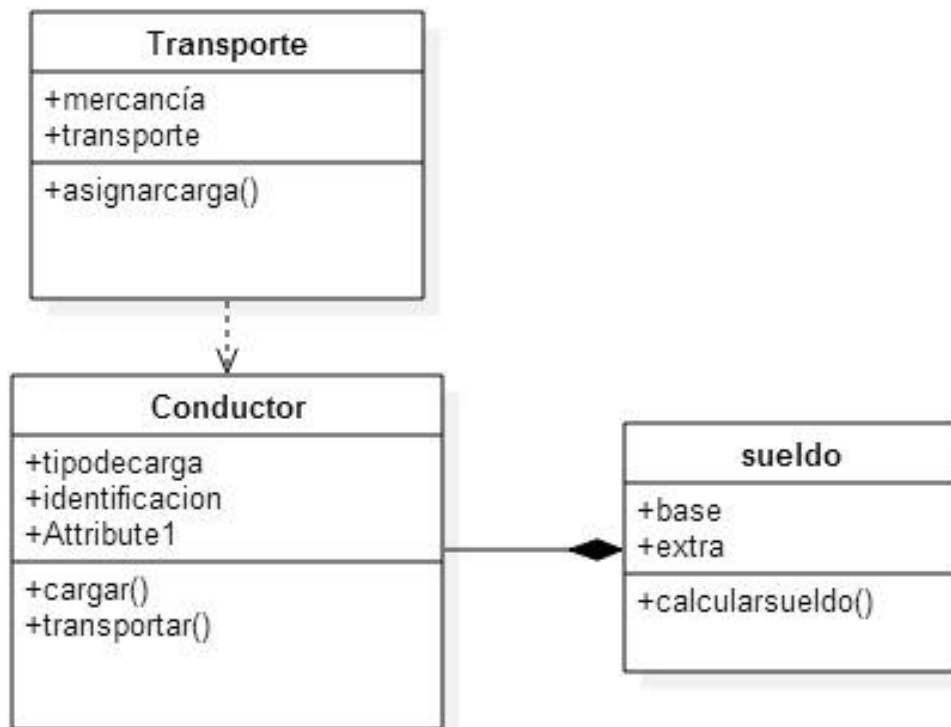 Transporte
+mercancía
+transporte
+asignarcarga()
Conductor
+tipodecarga
+identificacion
+Attribute1
+cargar()
+transportar()
sueldo
+base
+extra
+calcularsueldo()